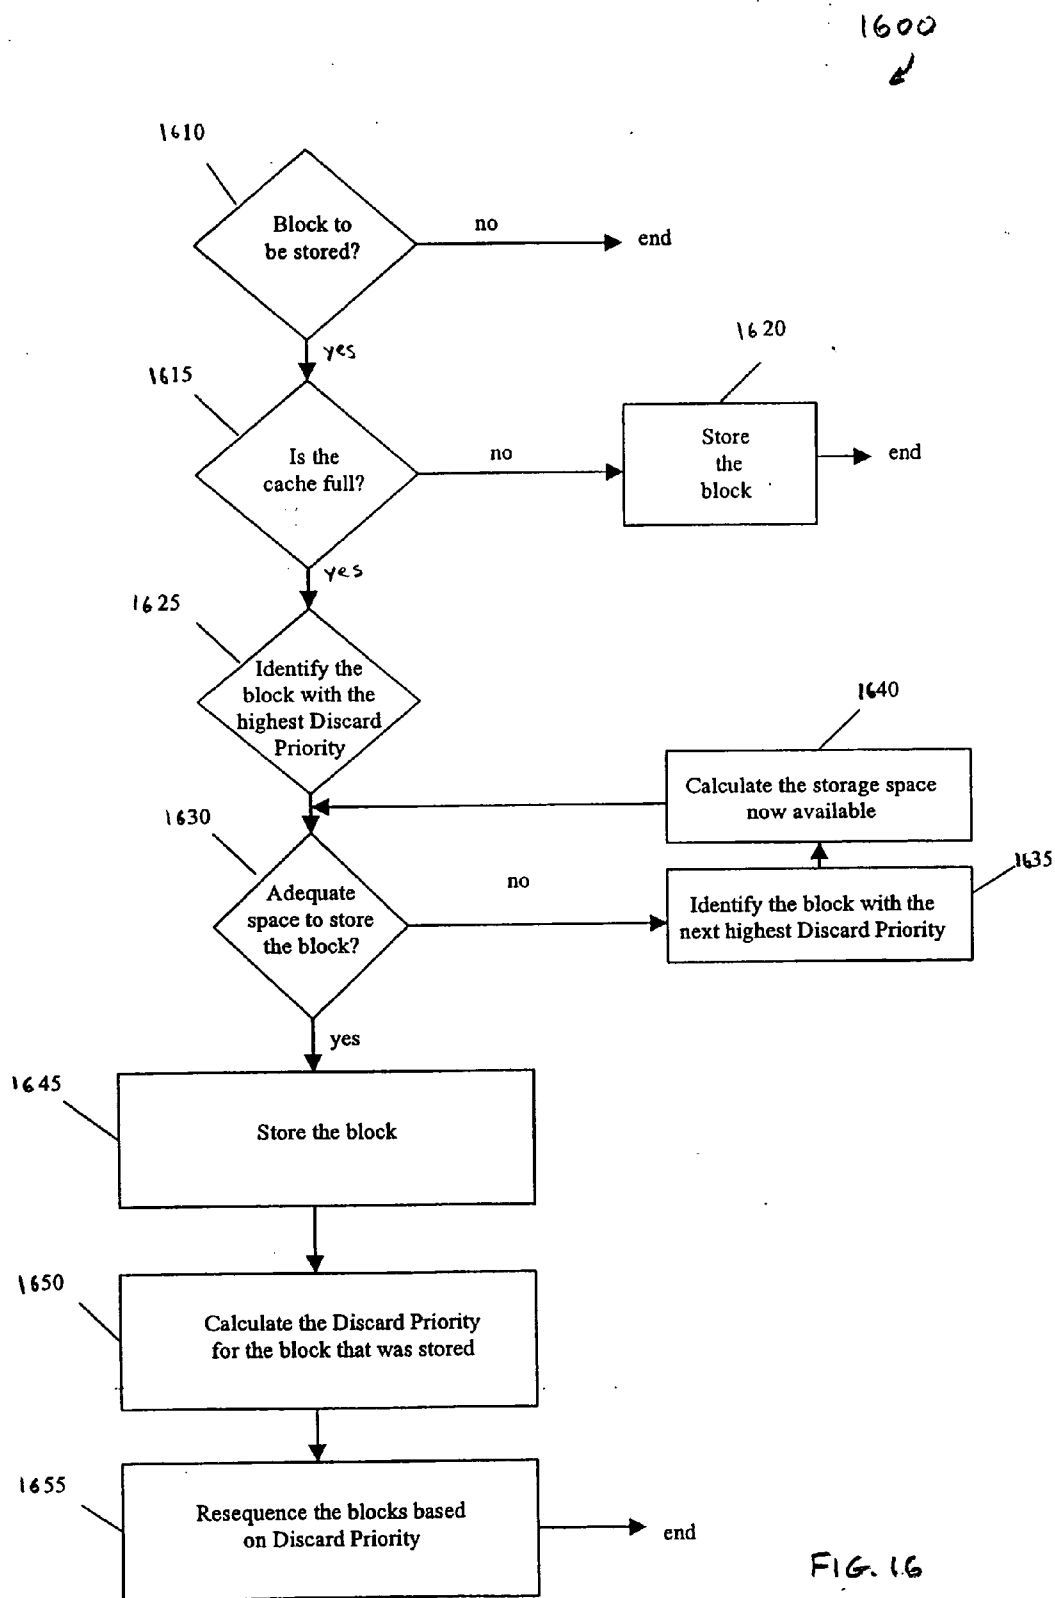 1600
1610
Block to
be stored?
no
end
yes
1615
Is the
cache full?
no
1620
Store
the
block
end
yes
1625
Identify the
block with the
highest Discard
Priority
1640
Calculate the storage space
now available
1630
Adequate
space to store
the block?
no
1635
Identify the block with the
next highest Discard Priority
yes
1645
Store the block
1650
Calculate the Discard Priority
for the block that was stored
1655
Resequence the blocks based
on Discard Priority
end
FIG. 16